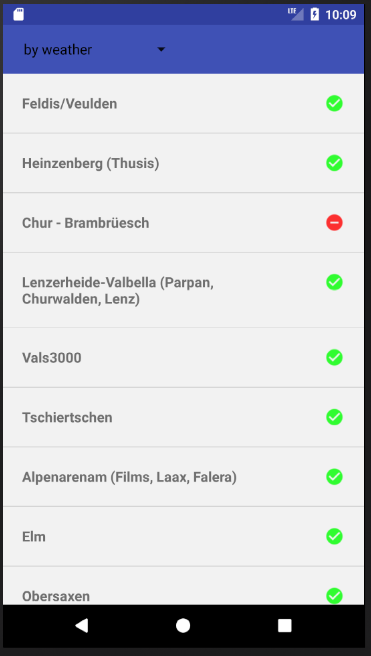 LTE 10:09
by weather
Feldis/Veulden
Heinzenberg (Thusis)
Chur - Brambrüesch
Lenzerheide-Valbella (Parpan,
Churwalden, Lenz)
Vals3000
Tschiertschen
Alpenarenam (Films, Laax, Falera)
Elm
Obersaxen